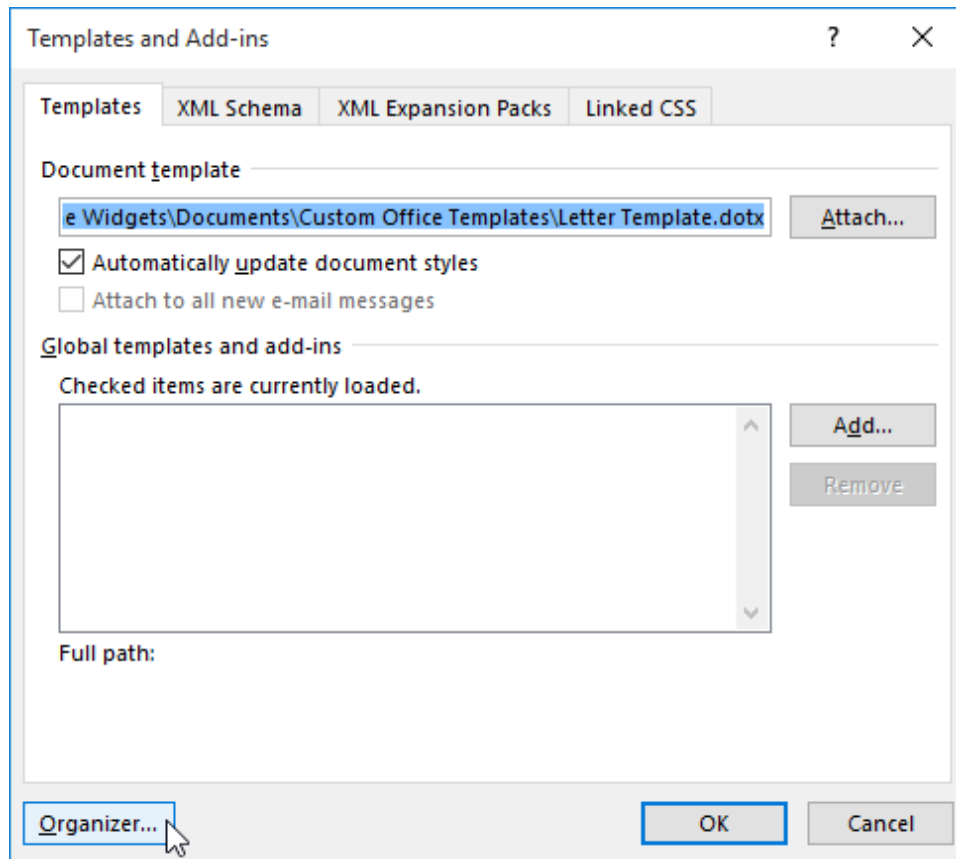 Templates and Add-ins ?
Templates XML Schema XML Expansion Packs Linked CSS
Document template
e Widgets\Documents\Custom Office Templates\Letter Template.dotx Attach...
Automatically update document styles
Attach to all new e-mail messages
Global templates and add-ins
Checked items are currently loaded.
Add...
Remove
Full path:
Organizer... OK Cancel